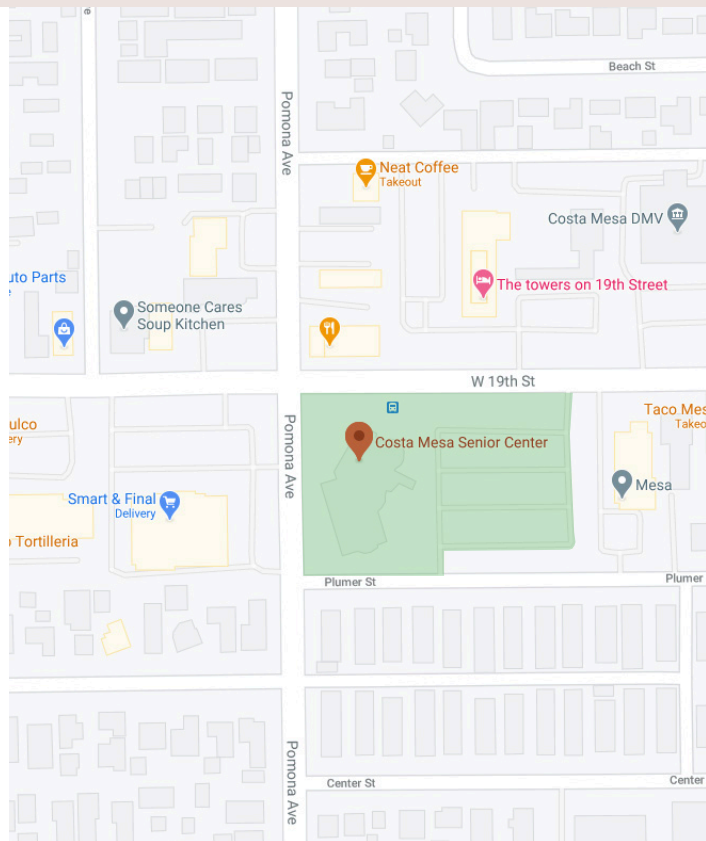 e
Beach St
Pomona Ave
Neat Coffee
Takeout
Costa Mesa DMV
uto Parts
e
The towers on 19th Street
Someone Cares
Soup Kitchen
W 19th St
Taco Mes
Takeo
ulco
ery
Pomona Ave
Costa Mesa Senior Center
Mesa
Smart & Final
Delivery
o Tortilleria
Plumer St
Plumer
Pomona Ave
Center St
Center